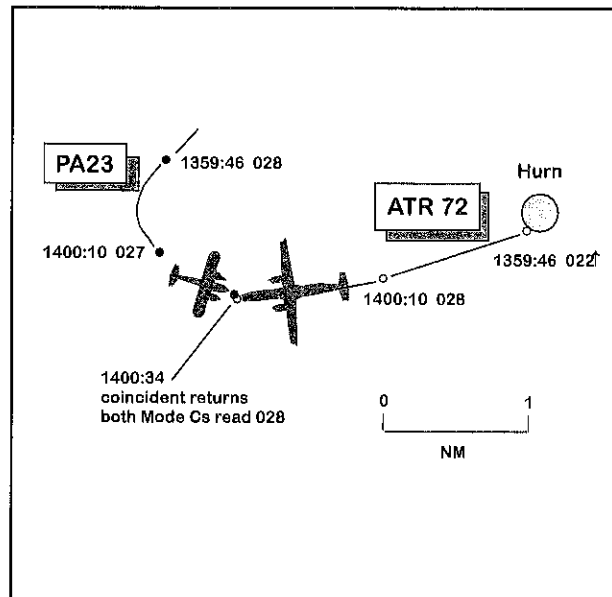 PA23
1359:46 028
Hurn
ATR 72
1400:10 027
1359:46 022↑
1400:10 028
1400:34
coincident returns
both Mode Cs read 028
0 1
NM